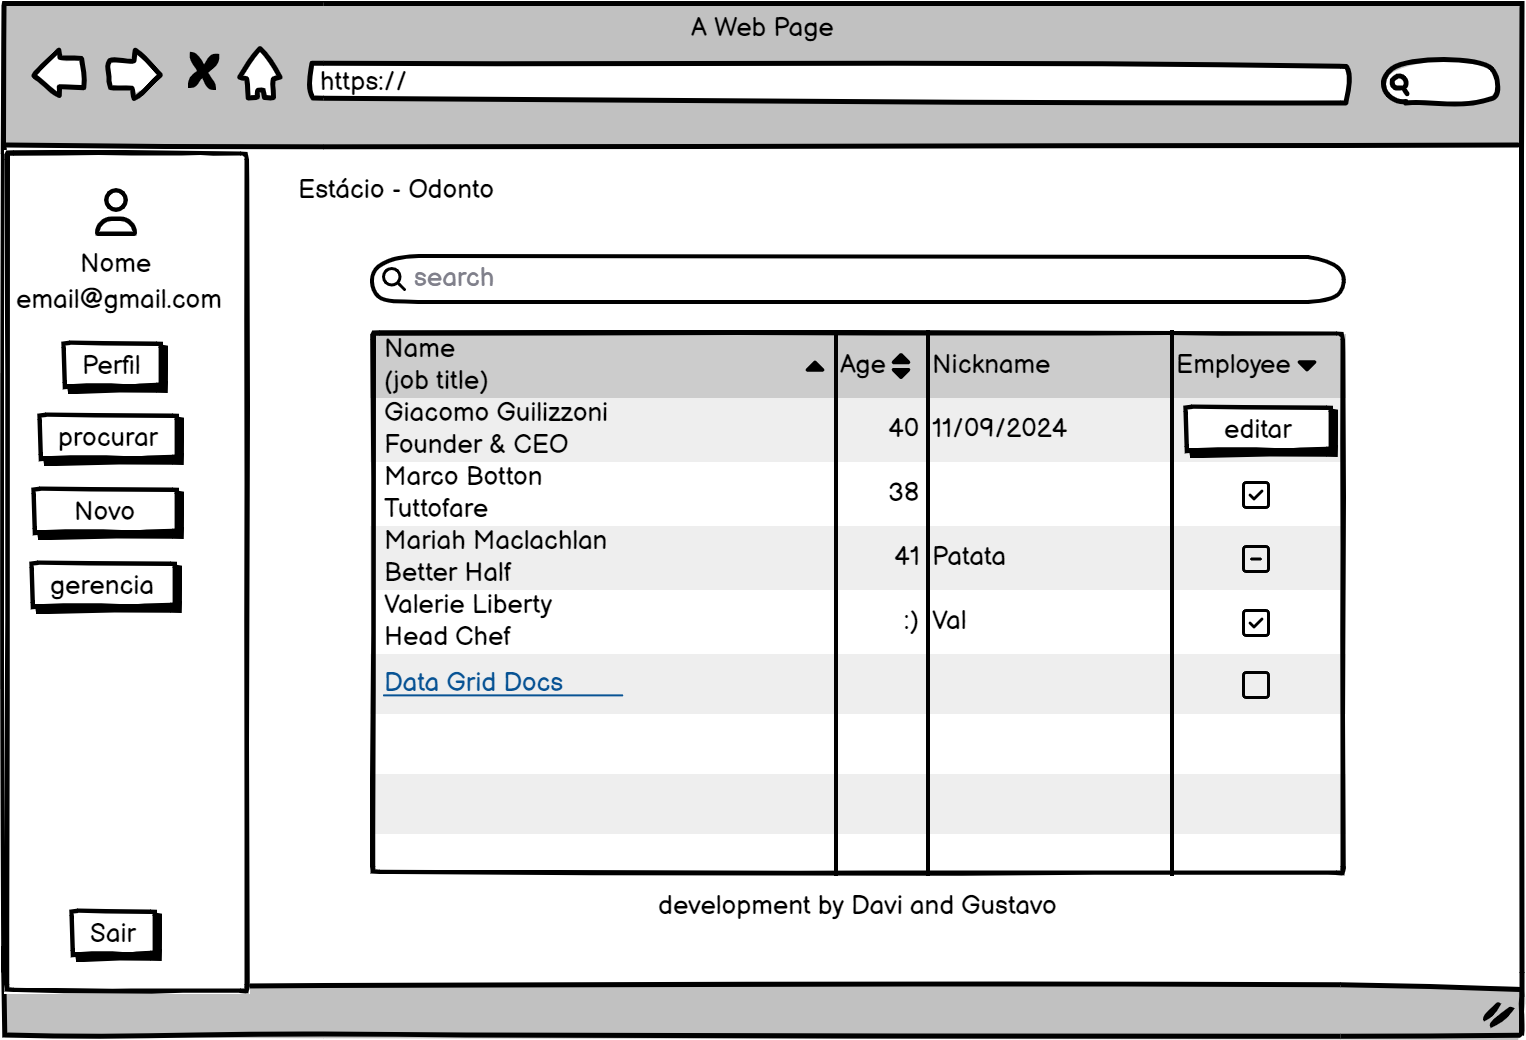 A Web Page
https://
Estácio - Odonto
Nome
email@gmail.com
Perfil
procurar
Novo
gerencia
Sair
search
Name
(job title)
Age
Nickname
Employee
Giacomo Guilizzoni
Founder & CEO
40
11/09/2024
editar
Marco Botton
Tuttofare
38
Mariah Maclachlan
Better Half
41
Patata
Valerie Liberty
Head Chef
:)
Val
Data Grid Docs
development by Davi and Gustavo